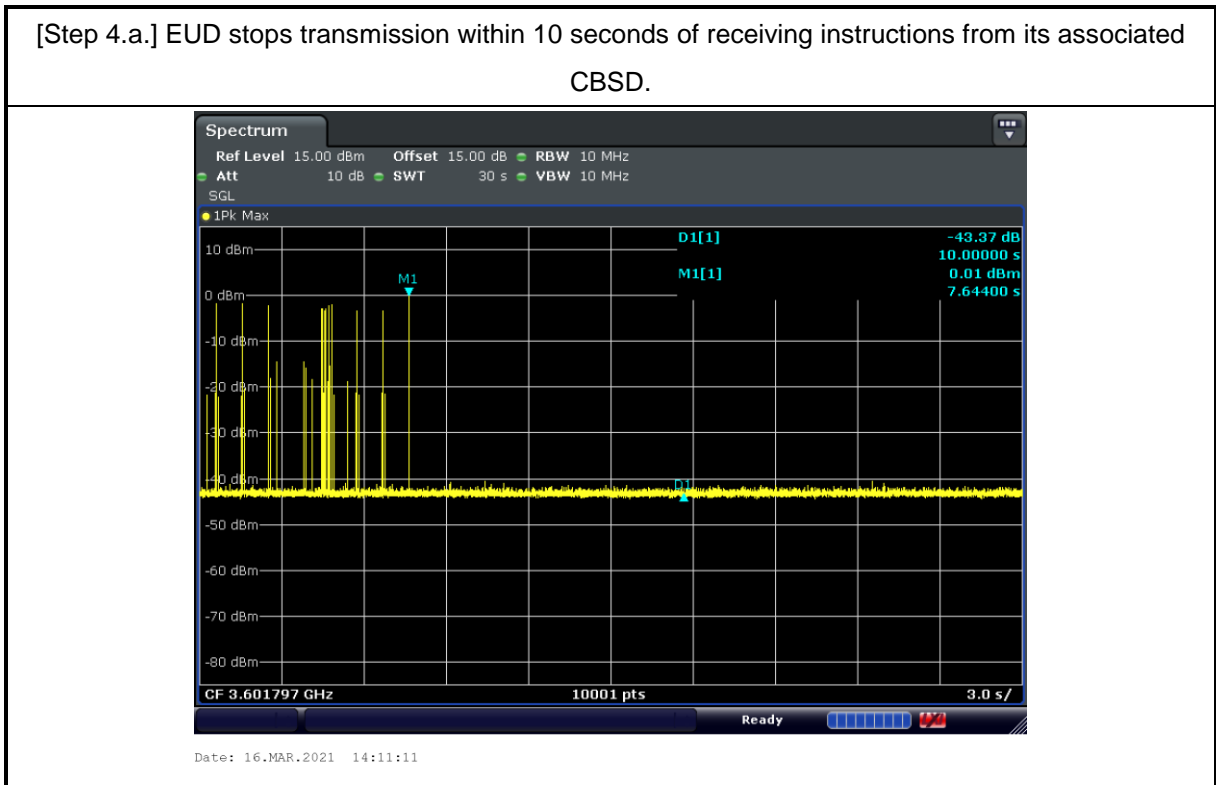 [Step 4.a.] EUD stops transmission within 10 seconds of receiving instructions from its associated
CBSD.
Spectrum
Ref Level 15.00 dBm Offset 15.00 dB RBW 10 MHz
Att 10 dB SWT 30 s VBW 10 MHz
SGL
1Pk Max
D1[1] -43.37 dB
10.00000 s
M1[1] 0.01 dBm
7.64400 s
10 dBm
M1
0 dBm
-10 dBm
-20 dBm
-30 dBm
-40 dBm
D1
-50 dBm
-60 dBm
-70 dBm
-80 dBm
CF 3.601797 GHz 10001 pts 3.0 s/
Ready
Date: 16.MAR.2021 14:11:11